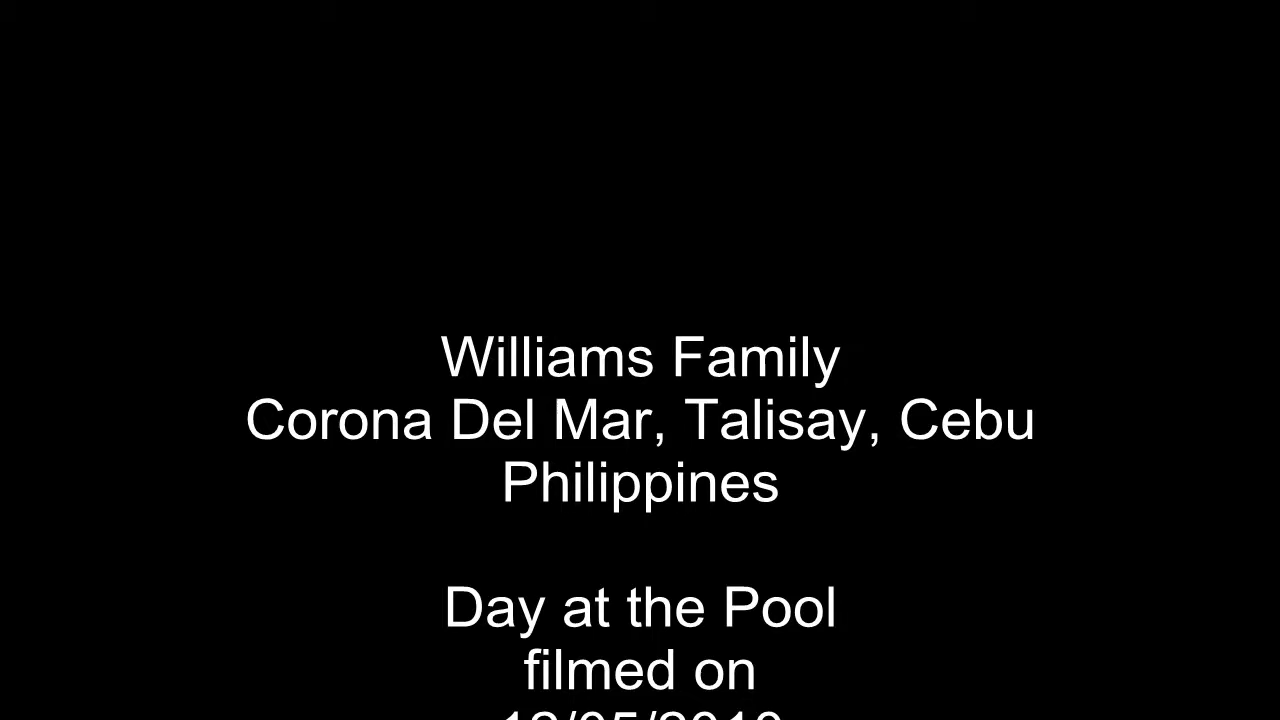 Williams Family
Corona Del Mar, Talisay, Cebu
Philippines
Day at the Pool
filmed on